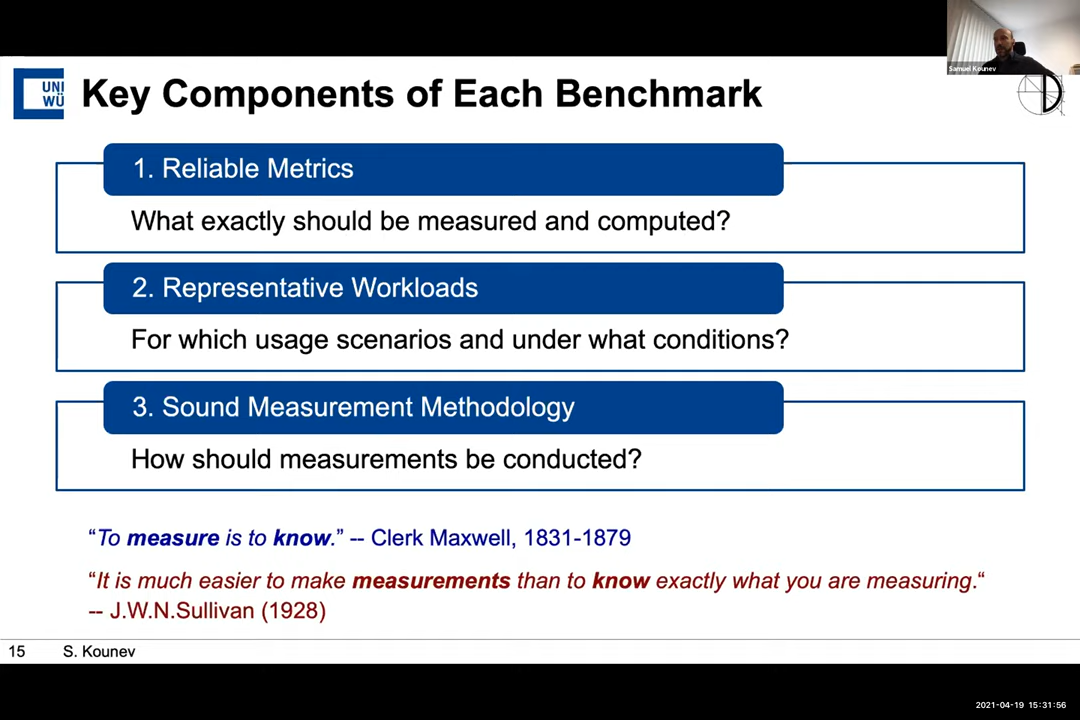 Samuel Kounev
UNI
WÜ
Key Components of Each Benchmark
1. Reliable Metrics
What exactly should be measured and computed?
2. Representative Workloads
For which usage scenarios and under what conditions?
3. Sound Measurement Methodology
How should measurements be conducted?
“To measure is to know.” -- Clerk Maxwell, 1831-1879
“It is much easier to make measurements than to know exactly what you are measuring.“
-- J.W.N.Sullivan (1928)
15 S. Kounev
2021-04-19 15:31:56